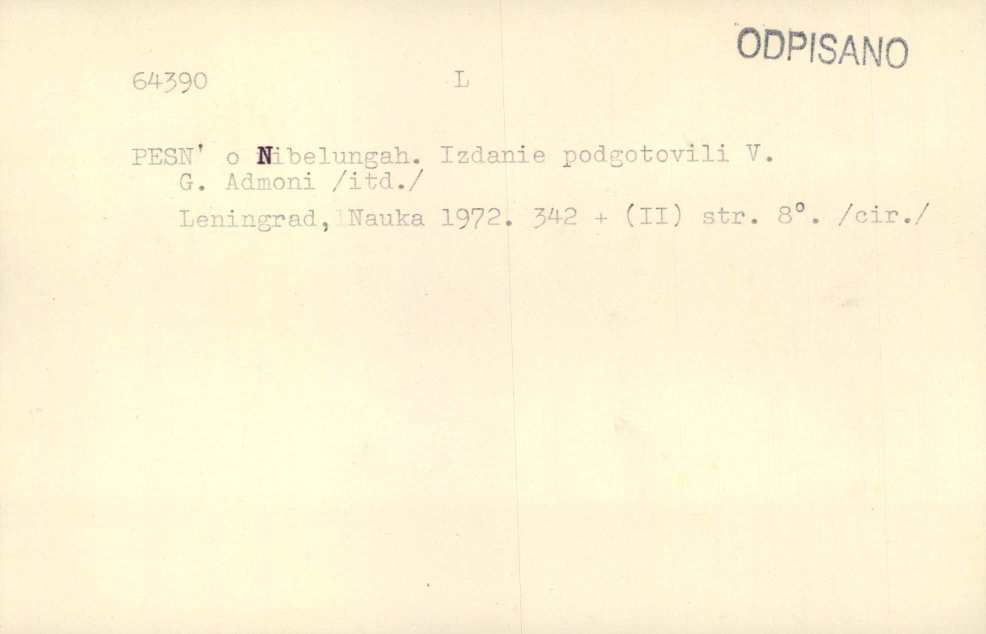 ODPISANO
64390 L
PESN' o Nibelungah. Izdanie podgotovili V.
G. Admoni /itd./
Leningrad, Nauka 1972. 342 + (II) str. 8°. /cir./